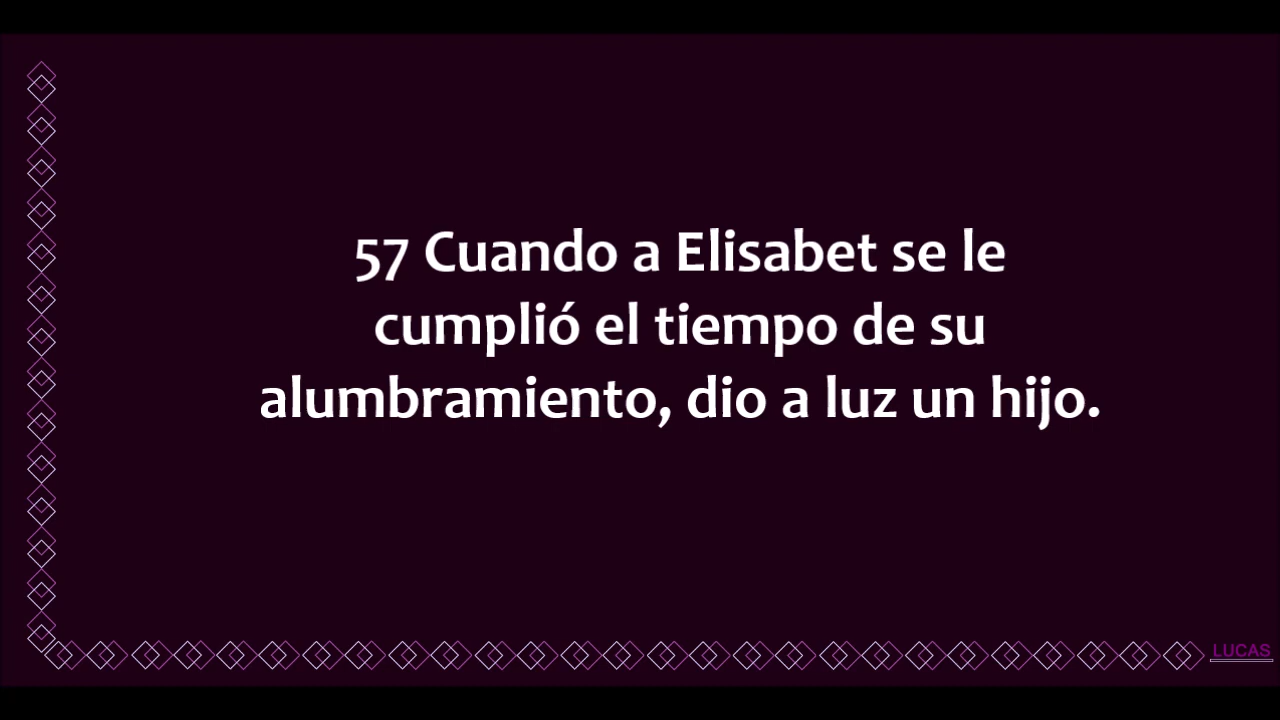 57 Cuando a Elisabet se le
cumplió el tiempo de su
alumbramiento, dio a luz un hijo.
LUCAS